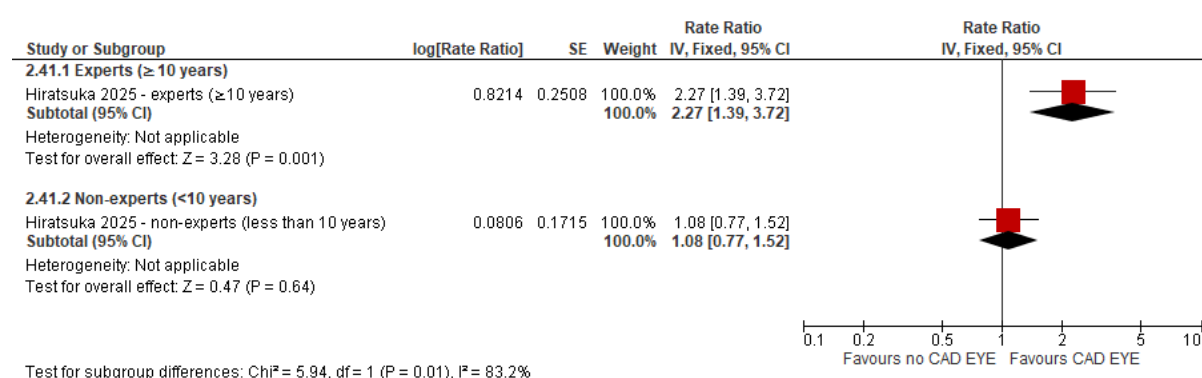 Rate Ratio Rate Ratio
Study or Subgroup log[Rate Ratio] SE Weight IV, Fixed, 95% CI IV, Fixed, 95% CI
2.41.1 Experts (≥ 10 years)
Hiratsuka 2025 - experts (≥10 years) 0.8214 0.2508 100.0% 2.27 [1.39, 3.72]
Subtotal (95% CI) 100.0% 2.27 [1.39, 3.72]
Heterogeneity: Not applicable
Test for overall effect: Z = 3.28 (P = 0.001)
2.41.2 Non-experts (<10 years)
Hiratsuka 2025 - non-experts (less than 10 years) 0.0806 0.1715 100.0% 1.08 [0.77, 1.52]
Subtotal (95% CI) 100.0% 1.08 [0.77, 1.52]
Heterogeneity: Not applicable
Test for overall effect: Z = 0.47 (P = 0.64)
0.1 0.2 0.5 1 2 5 10
Favours no CAD EYE Favours CAD EYE
Test for subgroup differences: Chi² = 5.94, df = 1 (P = 0.01), I² = 83.2%